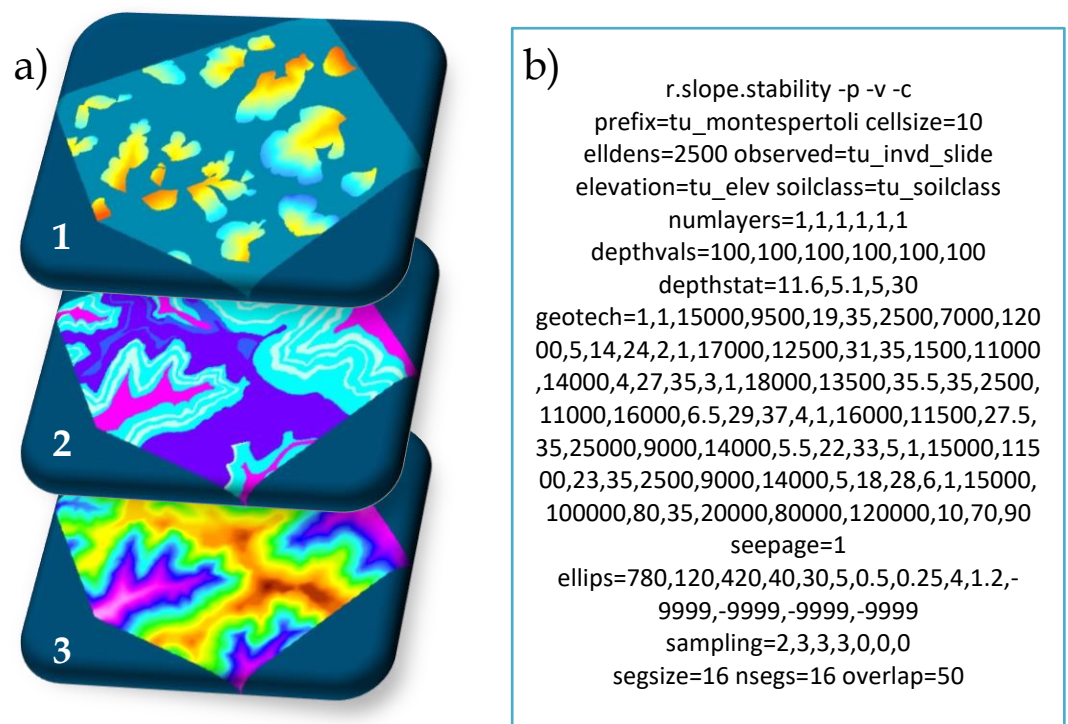 a)
1
2
3
b)
r.slope.stability -p -v -c
prefix=tu_montespertoli cellsize=10
elldens=2500 observed=tu_invd_slide
elevation=tu_elev soilclass=tu_soilclass
numlayers=1,1,1,1,1,1
depthvals=100,100,100,100,100,100
depthstat=11.6,5.1,5,30
geotech=1,1,15000,9500,19,35,2500,7000,120
00,5,14,24,2,1,17000,12500,31,35,1500,11000
,14000,4,27,35,3,1,18000,13500,35.5,35,2500,
11000,16000,6.5,29,37,4,1,16000,11500,27.5,
35,25000,9000,14000,5.5,22,33,5,1,15000,115
00,23,35,2500,9000,14000,5,18,28,6,1,15000,
100000,80,35,20000,80000,120000,10,70,90
seepage=1
ellips=780,120,420,40,30,5,0.5,0.25,4,1.2,-
9999,-9999,-9999,-9999
sampling=2,3,3,3,0,0,0
segsize=16 nsegs=16 overlap=50